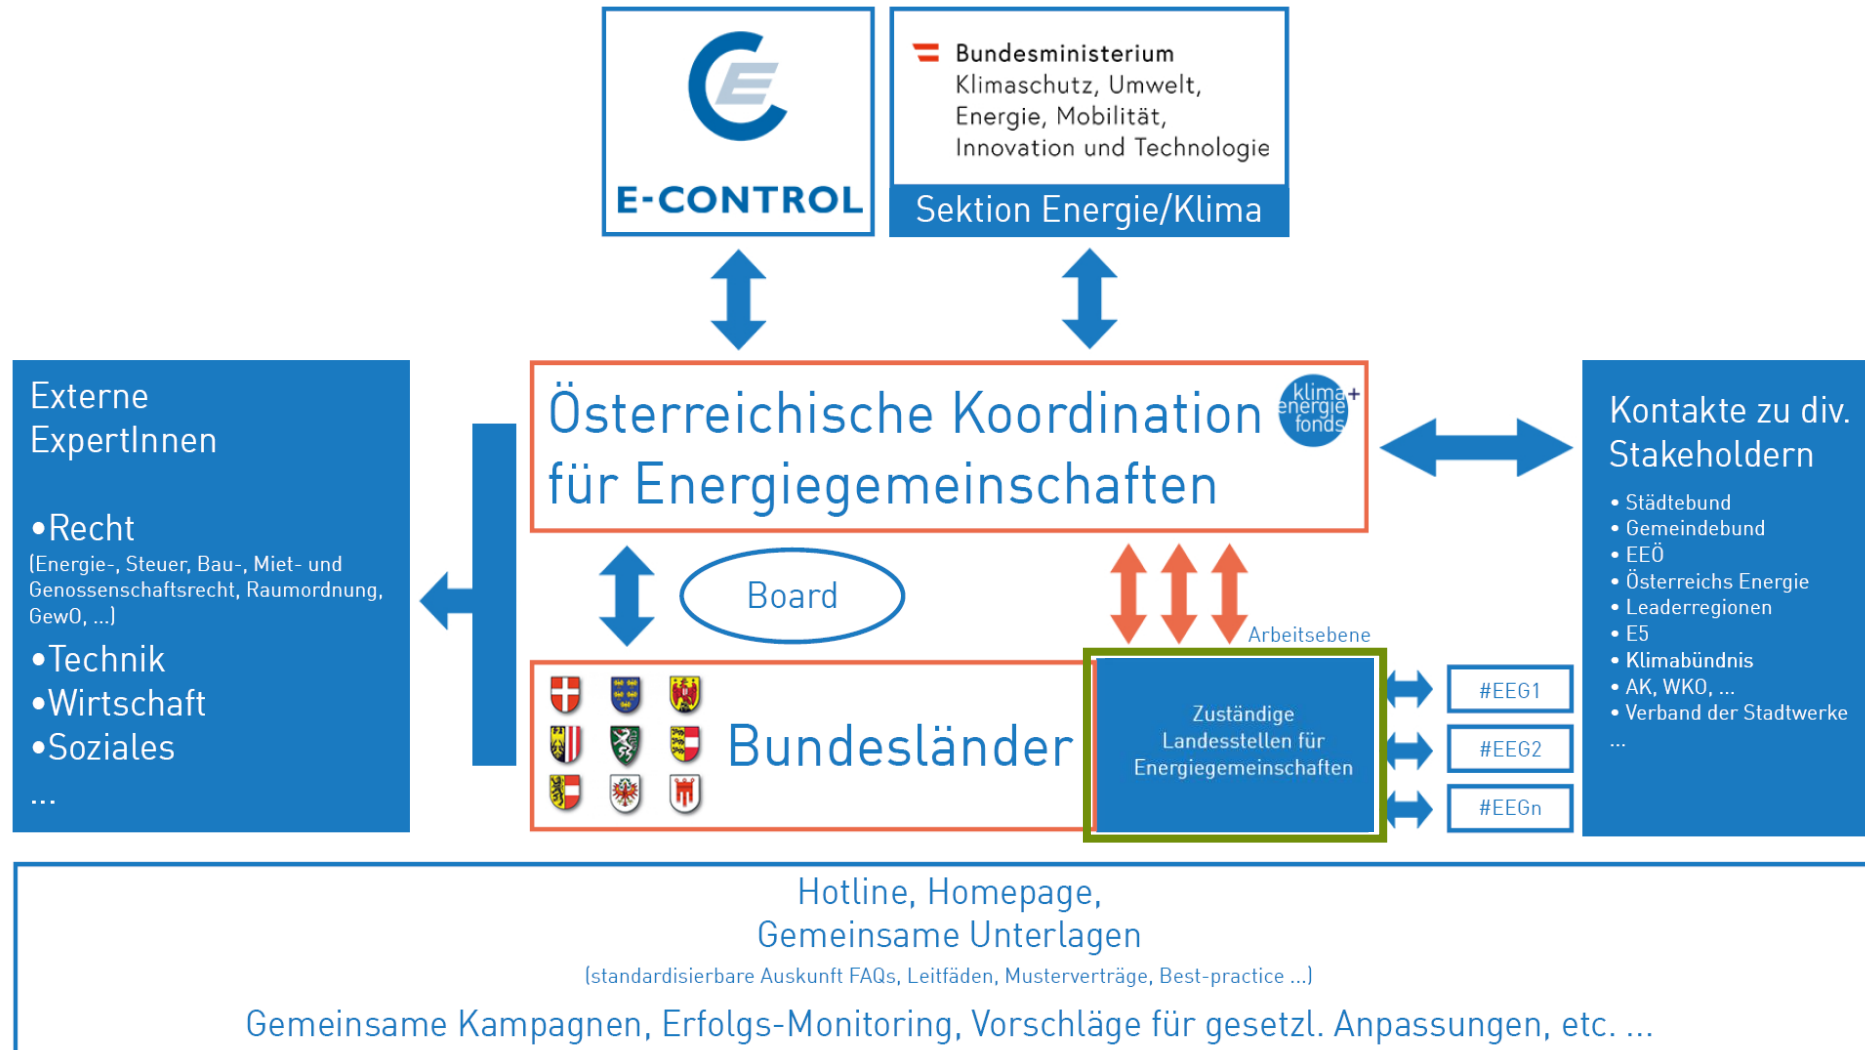 CE
E-CONTROL
Bundesministerium
Klimaschutz, Umwelt,
Energie, Mobilität,
Innovation und Technologie
Sektion Energie/Klima
Externe
ExpertInnen
•Recht
(Energie-, Steuer, Bau-, Miet- und
Genossenschaftsrecht, Raumordnung,
GewO, ...)
•Technik
•Wirtschaft
•Soziales
...
Österreichische Koordination
für Energiegemeinschaften
klima+
energie
fonds
Board
Arbeitsebene
Bundesländer
Zuständige
Landesstellen für
Energiegemeinschaften
#EEG1
#EEG2
#EEGn
Kontakte zu div.
Stakeholdern
• Städtebund
• Gemeindebund
• EEÖ
• Österreichs Energie
• Leaderregionen
• E5
• Klimabündnis
• AK, WKO, ...
• Verband der Stadtwerke
...
Hotline, Homepage,
Gemeinsame Unterlagen
(standardisierbare Auskunft FAQs, Leitfäden, Musterverträge, Best-practice ...)
Gemeinsame Kampagnen, Erfolgs-Monitoring, Vorschläge für gesetzl. Anpassungen, etc. ...